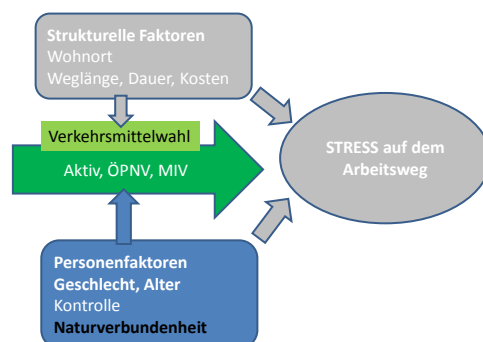 Strukturelle Faktoren
Wohnort
Weglänge, Dauer, Kosten
Verkehrsmittelwahl
Aktiv, ÖPNV, MIV
STRESS auf dem
Arbeitsweg
Personenfaktoren
Geschlecht, Alter
Kontrolle
Naturverbundenheit